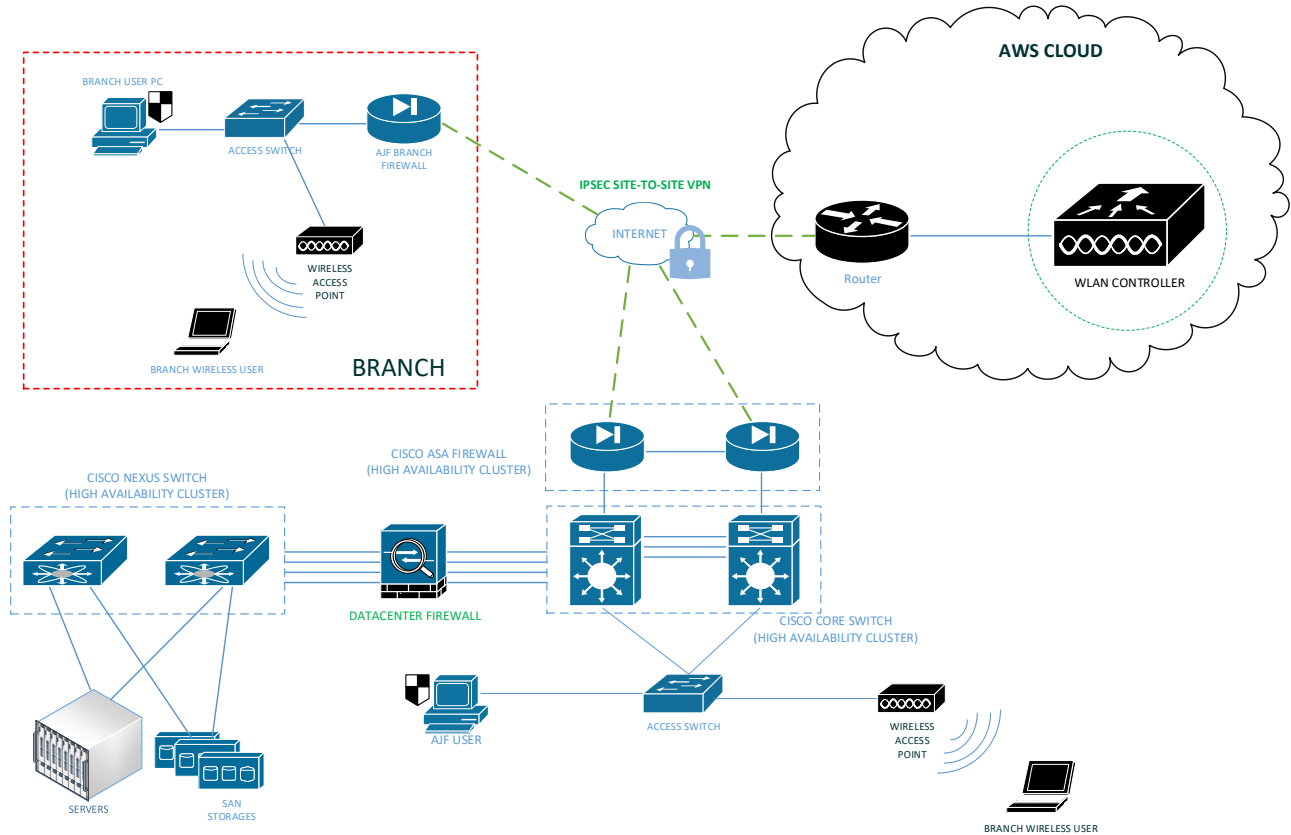 AWS CLOUD
BRANCH USER PC
ACCESS SWITCH
AJF BRANCH
FIREWALL
IPSEC SITE-TO-SITE VPN
INTERNET
Router
WLAN CONTROLLER
WIRELESS
ACCESS
POINT
BRANCH WIRELESS USER
BRANCH
CISCO ASA FIREWALL
(HIGH AVAILABILITY CLUSTER)
CISCO NEXUS SWITCH
(HIGH AVAILABILITY CLUSTER)
DATACENTER FIREWALL
CISCO CORE SWITCH
(HIGH AVAILABILITY CLUSTER)
AJF USER
ACCESS SWITCH
WIRELESS
ACCESS
POINT
SERVERS
SAN
STORAGES
BRANCH WIRELESS USER